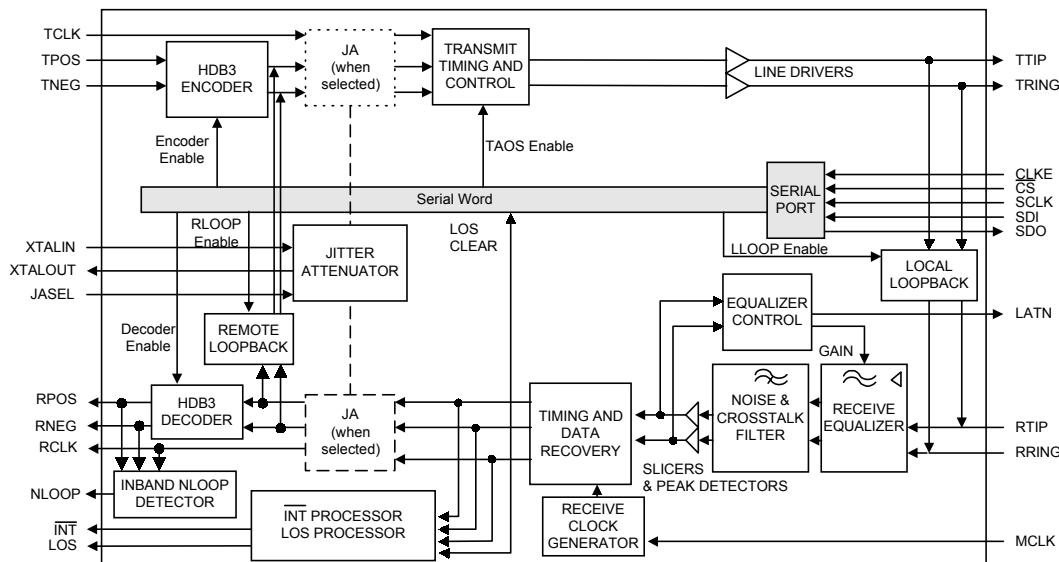 TCLK
TPOS
TNEG
HDB3
ENCODER
JA
(when
selected)
TRANSMIT
TIMING AND
CONTROL
LINE DRIVERS
TTIP
TRING
Encoder
Enable
TAOS Enable
Serial Word
SERIAL
PORT
CLKE
CS
SCLK
SDI
SDO
RLOOP
Enable
LOS
CLEAR
LLOOP Enable
XTALIN
XTALOUT
JASEL
JITTER
ATTENUATOR
LOCAL
LOOPBACK
Decoder
Enable
REMOTE
LOOPBACK
EQUALIZER
CONTROL
LATN
GAIN
RPOS
RNEG
RCLK
HDB3
DECODER
JA
(when
selected)
TIMING AND
DATA
RECOVERY
NOISE &
CROSSTALK
FILTER
RECEIVE
EQUALIZER
RTIP
RRING
SLICERS
& PEAK DETECTORS
NLOOP
INBAND NLOOP
DETECTOR
INT
LOS
INT PROCESSOR
LOS PROCESSOR
RECEIVE
CLOCK
GENERATOR
MCLK